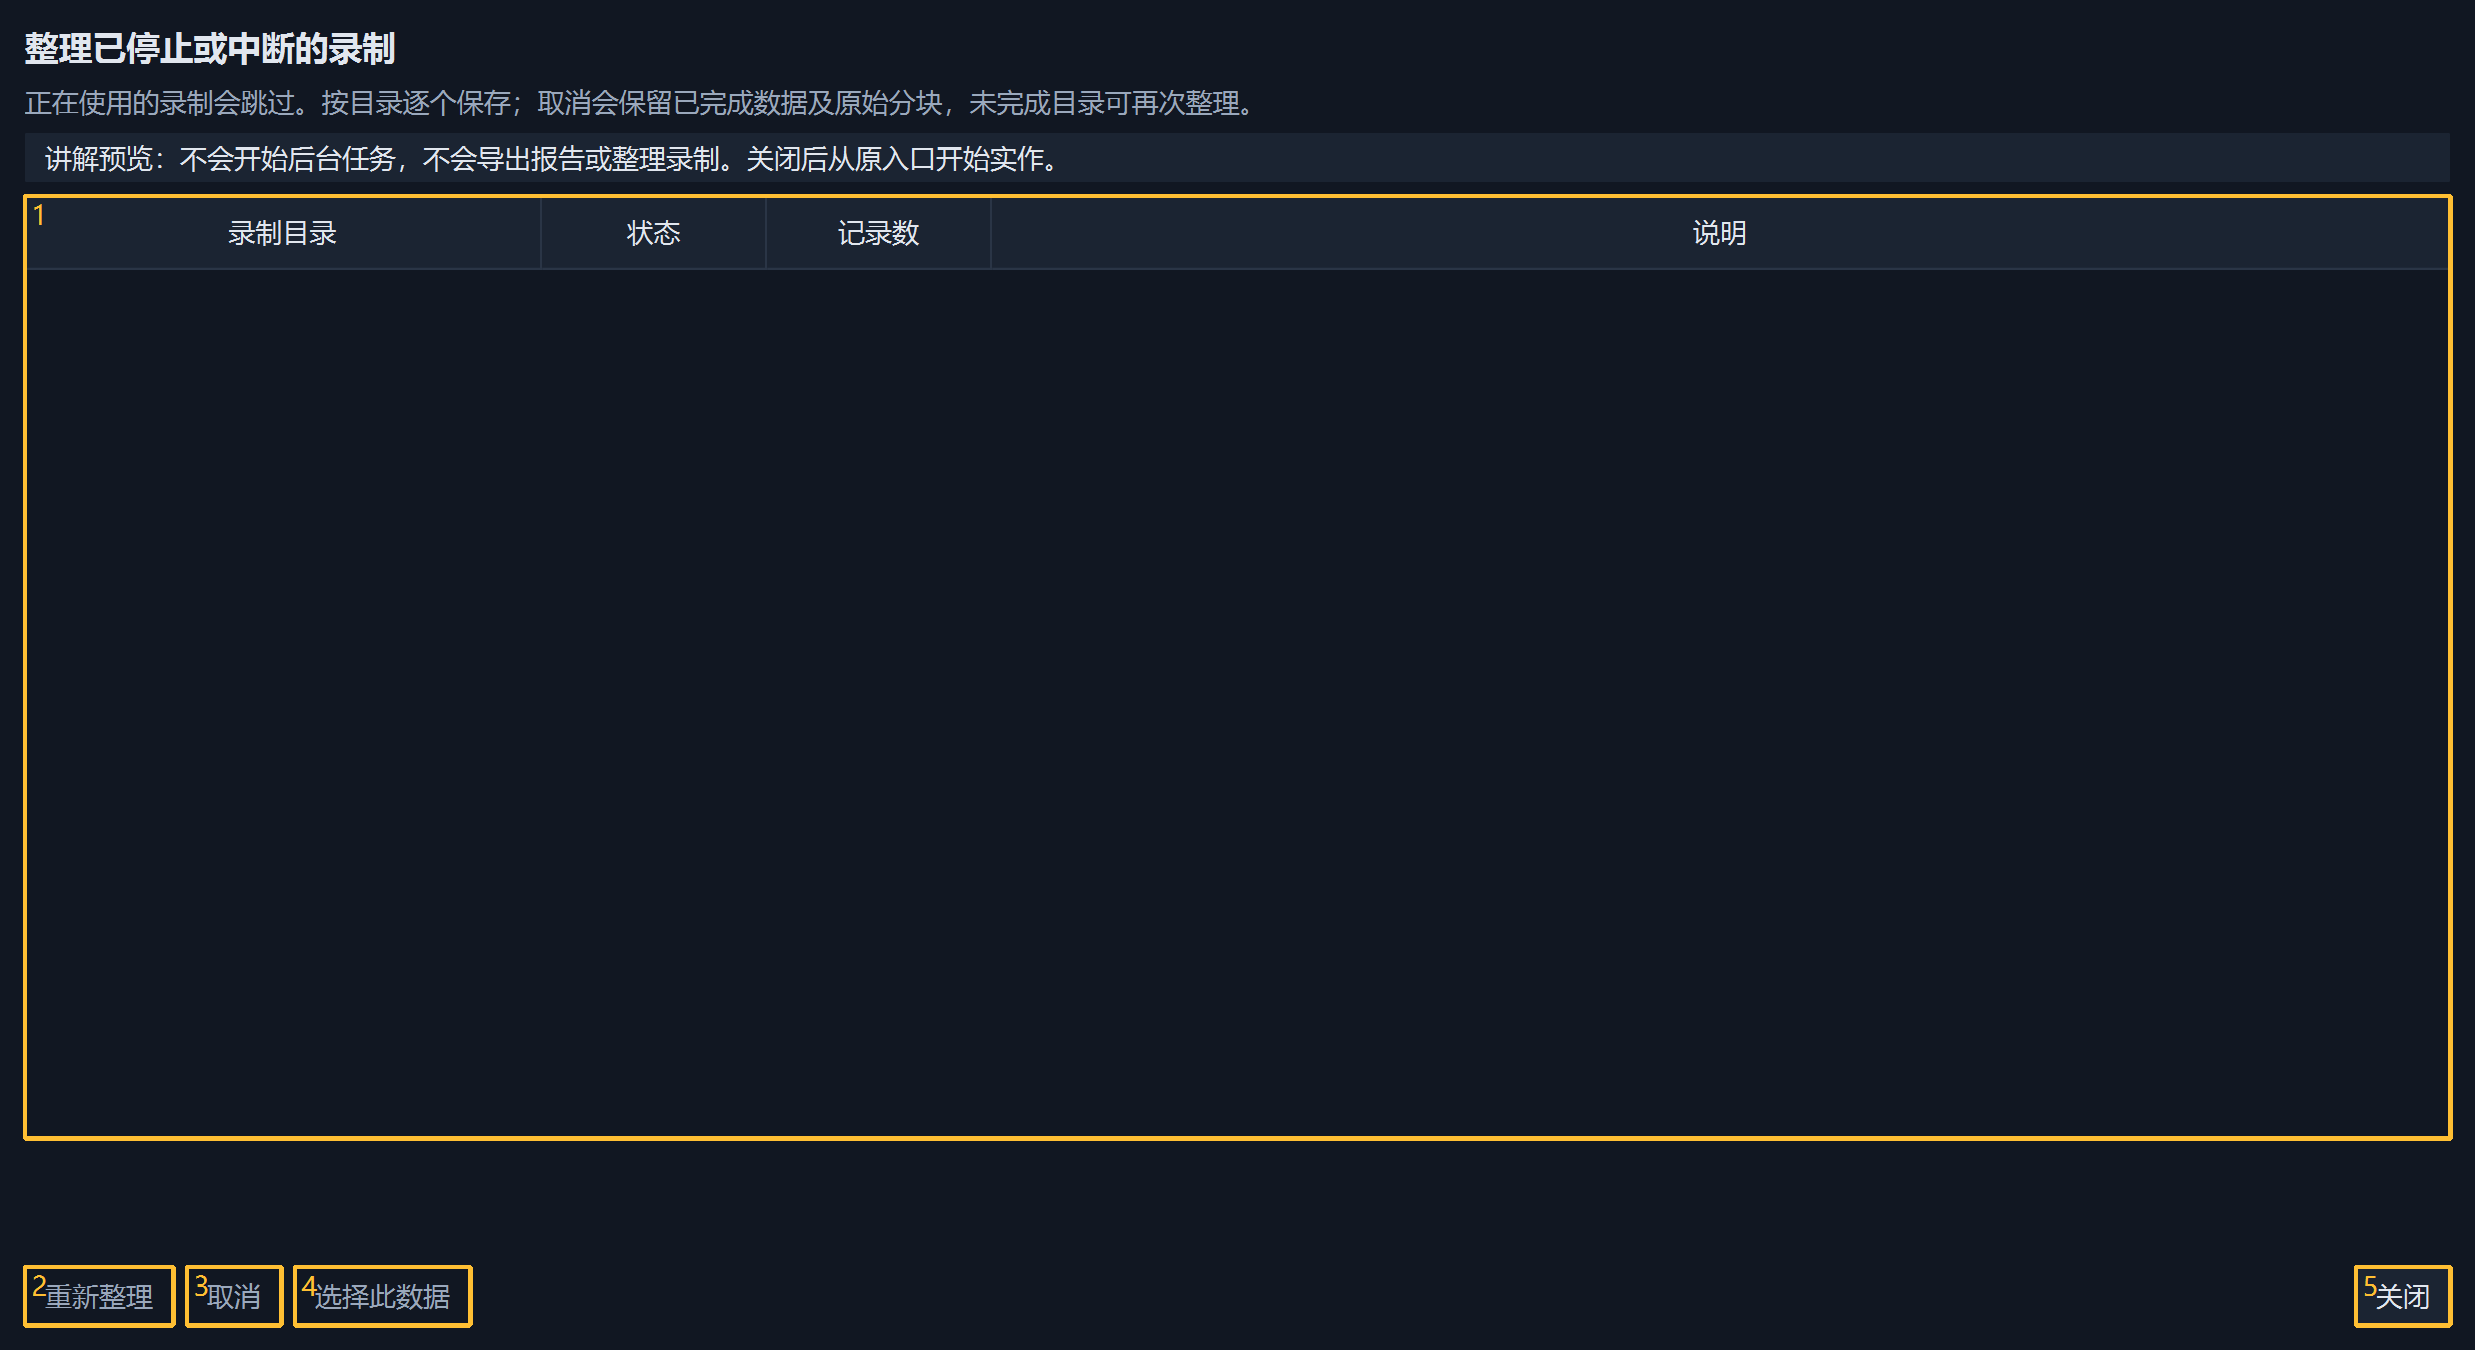 整理已停止或中断的录制
正在使用的录制会跳过。按目录逐个保存；取消会保留已完成数据及原始分块，未完成目录可再次整理。
讲解预览：不会开始后台任务，不会导出报告或整理录制。关闭后从原入口开始实作。
1 录制目录 状态 记录数 说明
2 重新整理 3 取消 4 选择此数据 5 关闭